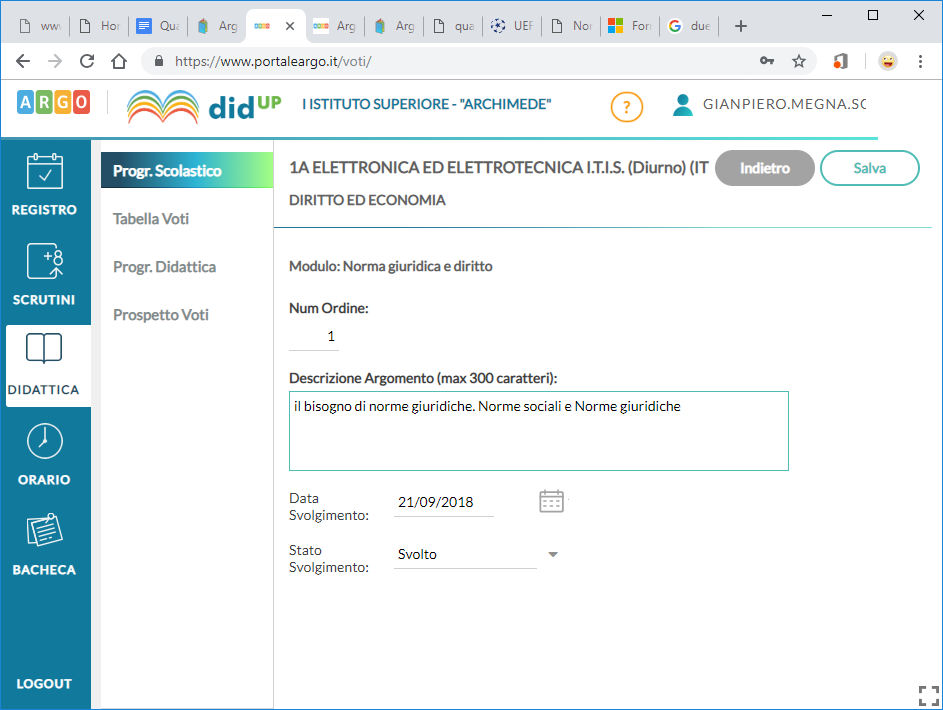 www
Hor
Qua
Arg
Arg
Arg
qua
UEF
Nor
For
due
https://www.portaleargo.it/voti/
ARGO
didUP
I ISTITUTO SUPERIORE - "ARCHIMEDE"
?
GIANPIERO.MEGNA.SC
REGISTRO
+8
SCRUTINI
DIDATTICA
ORARIO
BACHECA
LOGOUT
Progr. Scolastico
Tabella Voti
Progr. Didattica
Prospetto Voti
1A ELETTRONICA ED ELETTROTECNICA I.T.I.S. (Diurno) (IT
Indietro
Salva
DIRITTO ED ECONOMIA
Modulo: Norma giuridica e diritto
Num Ordine:
1
Descrizione Argomento (max 300 caratteri):
il bisogno di norme giuridiche. Norme sociali e Norme giuridiche
Data
Svolgimento:
21/09/2018
Stato
Svolgimento:
Svolto